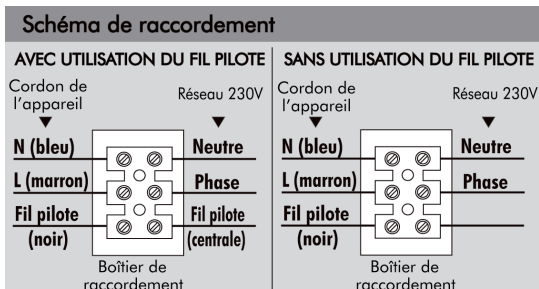 Schéma de raccordement
AVEC UTILISATION DU FIL PILOTE
Cordon de
l'appareil
Réseau 230V
N (bleu)
Neutre
L (marron)
Phase
Fil pilote
(noir)
Fil pilote
(centrale)
Boîtier de
raccordement
SANS UTILISATION DU FIL PILOTE
Cordon de
l'appareil
Réseau 230V
N (bleu)
Neutre
L (marron)
Phase
Fil pilote
(noir)
Boîtier de
raccordement